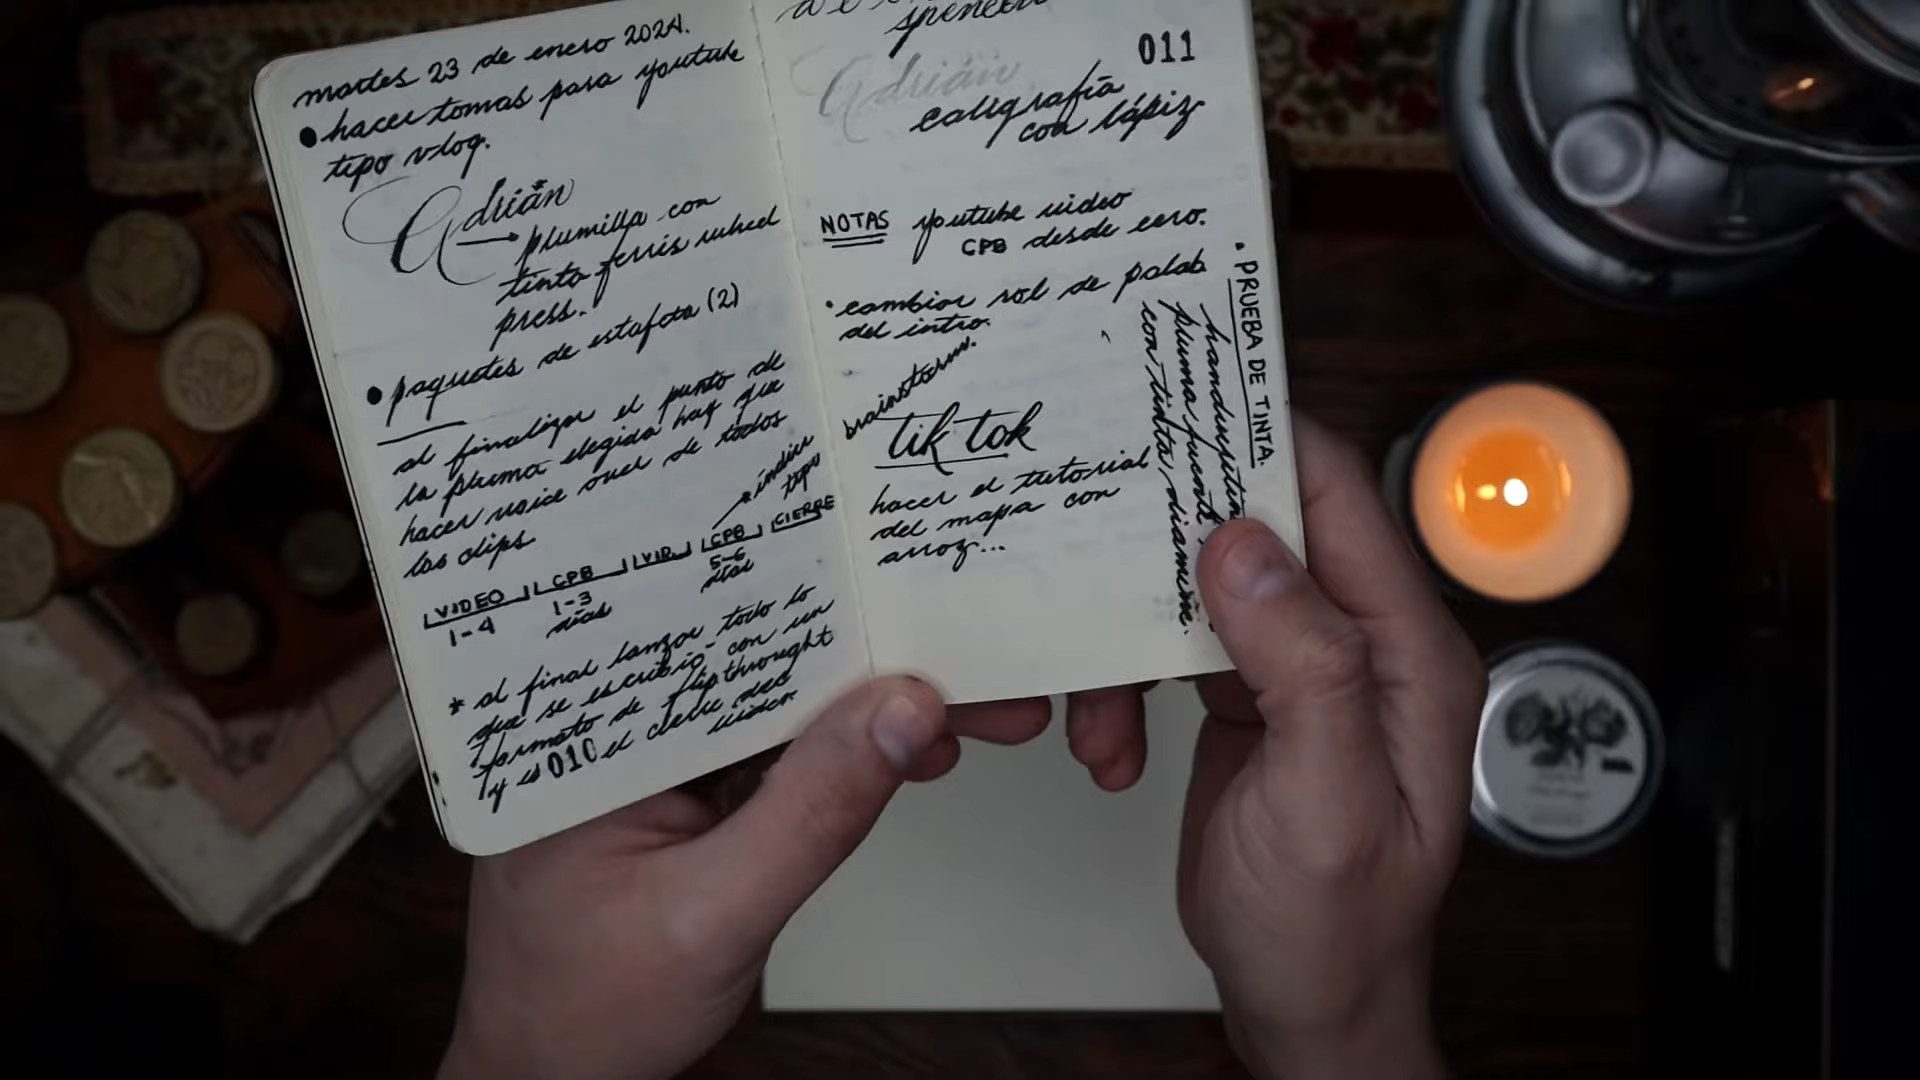 martes 23 de enero 2024.
● hacer tomas para youtube
tipo vlog.
Adrián
→ plumilla con
tinta ferris wheel
press.
● paquetes de estafeta (2)
al finalizar el punto de
la pluma elegida hay que
hacer voice over de todos
los clips
* índice
tipo
VIDEO CPB VID. CPB CIERRE
1-4 1-3 días 5-6 días
* al final lanzar todo lo
que se escribió - con un
formato de flipthrought
y es el cierre del
video.
010
011
Adrián
caligrafía
con lápiz
NOTAS youtube video
CPB desde cero.
• cambiar rol de palab
del intro.
brainstorm.
tik tok
hacer el tutorial
del mapa con
arroz...
• PRUEBA DE TINTA.
pluma fuente
con tinta diamine.